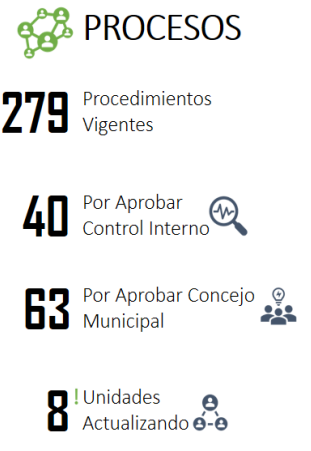 PROCESOS
279 Procedimientos
Vigentes
40 Por Aprobar
Control Interno
63 Por Aprobar Concejo
Municipal
8 ! Unidades
Actualizando